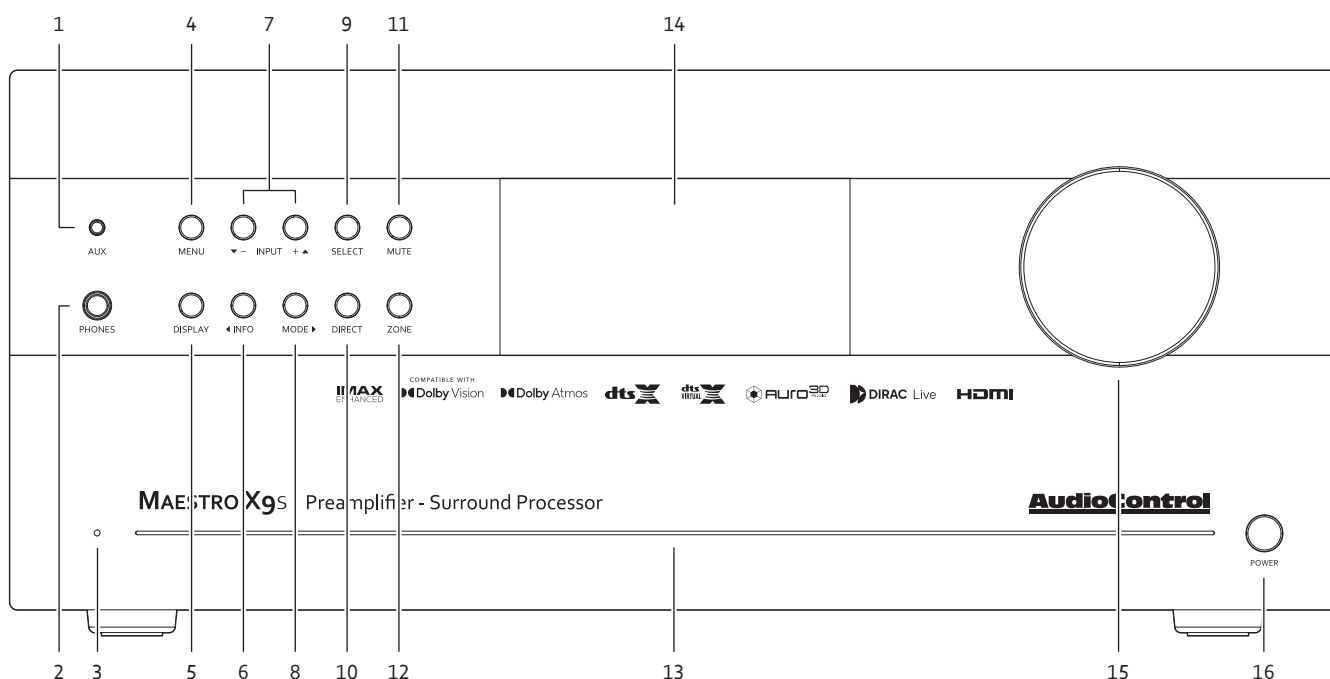 1 4 7 9 11 14
AUX MENU ▼ − INPUT + ▲ SELECT MUTE
PHONES DISPLAY ◀ INFO MODE ▶ DIRECT ZONE
IMAX ENHANCED
COMPATIBLE WITH
Dolby Vision
Dolby Atmos
dts X
dts VIRTUAL X
AURO 3D AUDIO
DIRAC Live
HDMI
MAESTRO X9S Preamplifier - Surround Processor
AudioControl
POWER
2 3 5 6 8 10 12 13 15 16